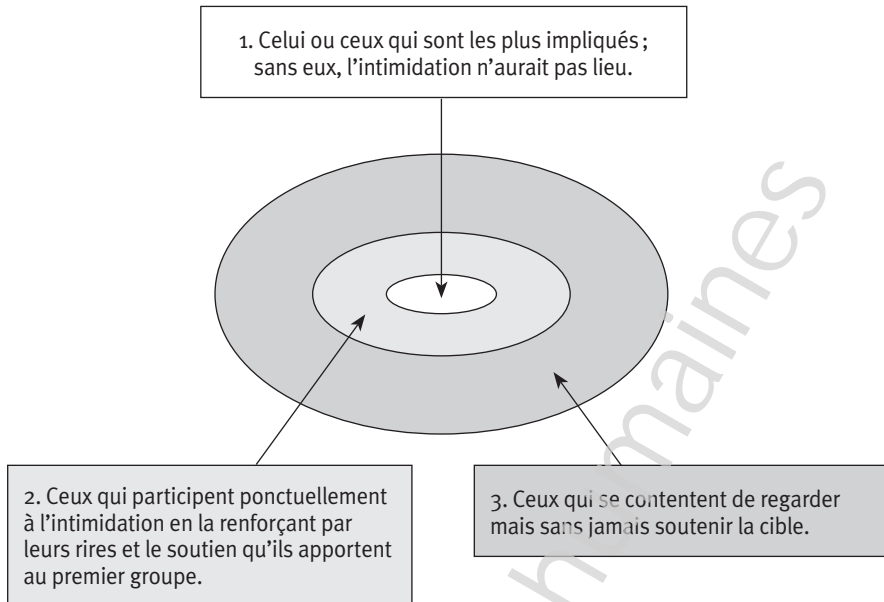 1. Celui ou ceux qui sont les plus impliqués ;
sans eux, l’intimidation n’aurait pas lieu.
2. Ceux qui participent ponctuellement
à l’intimidation en la renforçant par
leurs rires et le soutien qu’ils apportent
au premier groupe.
3. Ceux qui se contentent de regarder
mais sans jamais soutenir la cible.
humaines